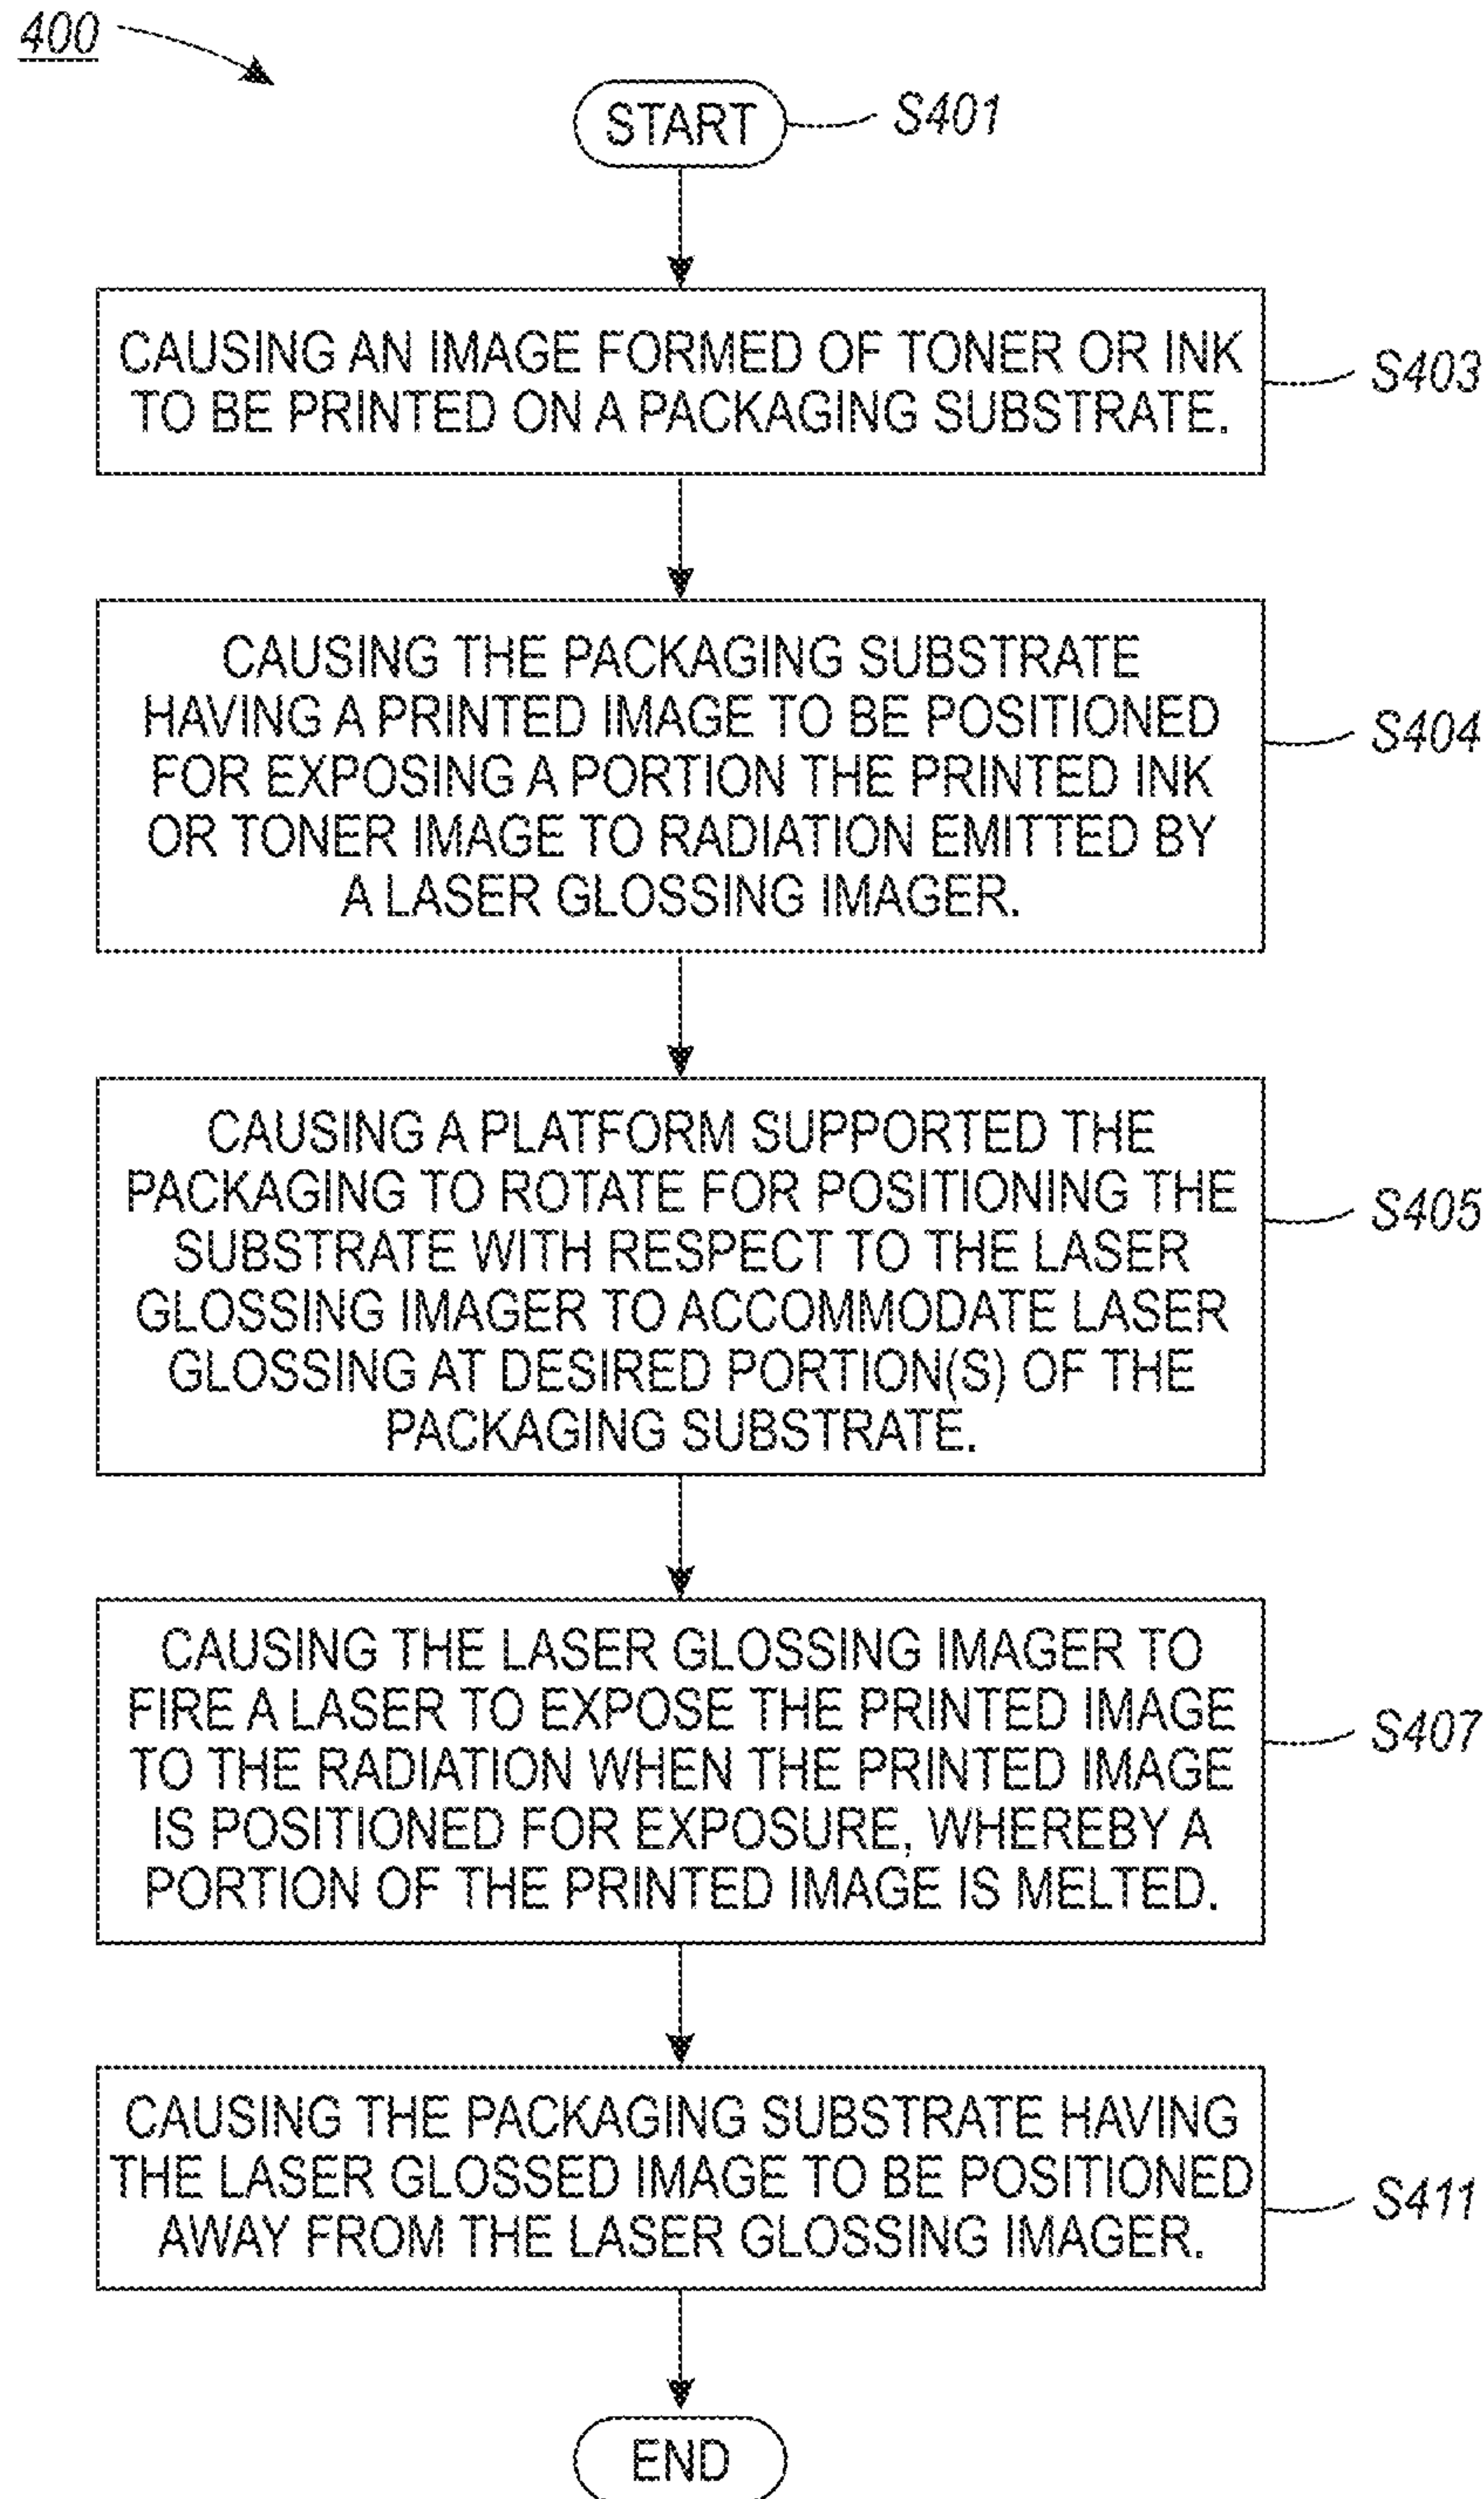 400
START
S401
CAUSING AN IMAGE FORMED OF TONER OR INK
TO BE PRINTED ON A PACKAGING SUBSTRATE.
S403
CAUSING THE PACKAGING SUBSTRATE
HAVING A PRINTED IMAGE TO BE POSITIONED
FOR EXPOSING A PORTION THE PRINTED INK
OR TONER IMAGE TO RADIATION EMITTED BY
A LASER GLOSSING IMAGER.
S404
CAUSING A PLATFORM SUPPORTED THE
PACKAGING TO ROTATE FOR POSITIONING THE
SUBSTRATE WITH RESPECT TO THE LASER
GLOSSING IMAGER TO ACCOMMODATE LASER
GLOSSING AT DESIRED PORTION(S) OF THE
PACKAGING SUBSTRATE.
S405
CAUSING THE LASER GLOSSING IMAGER TO
FIRE A LASER TO EXPOSE THE PRINTED IMAGE
TO THE RADIATION WHEN THE PRINTED IMAGE
IS POSITIONED FOR EXPOSURE, WHEREBY A
PORTION OF THE PRINTED IMAGE IS MELTED.
S407
CAUSING THE PACKAGING SUBSTRATE HAVING
THE LASER GLOSSED IMAGE TO BE POSITIONED
AWAY FROM THE LASER GLOSSING IMAGER.
S411
END